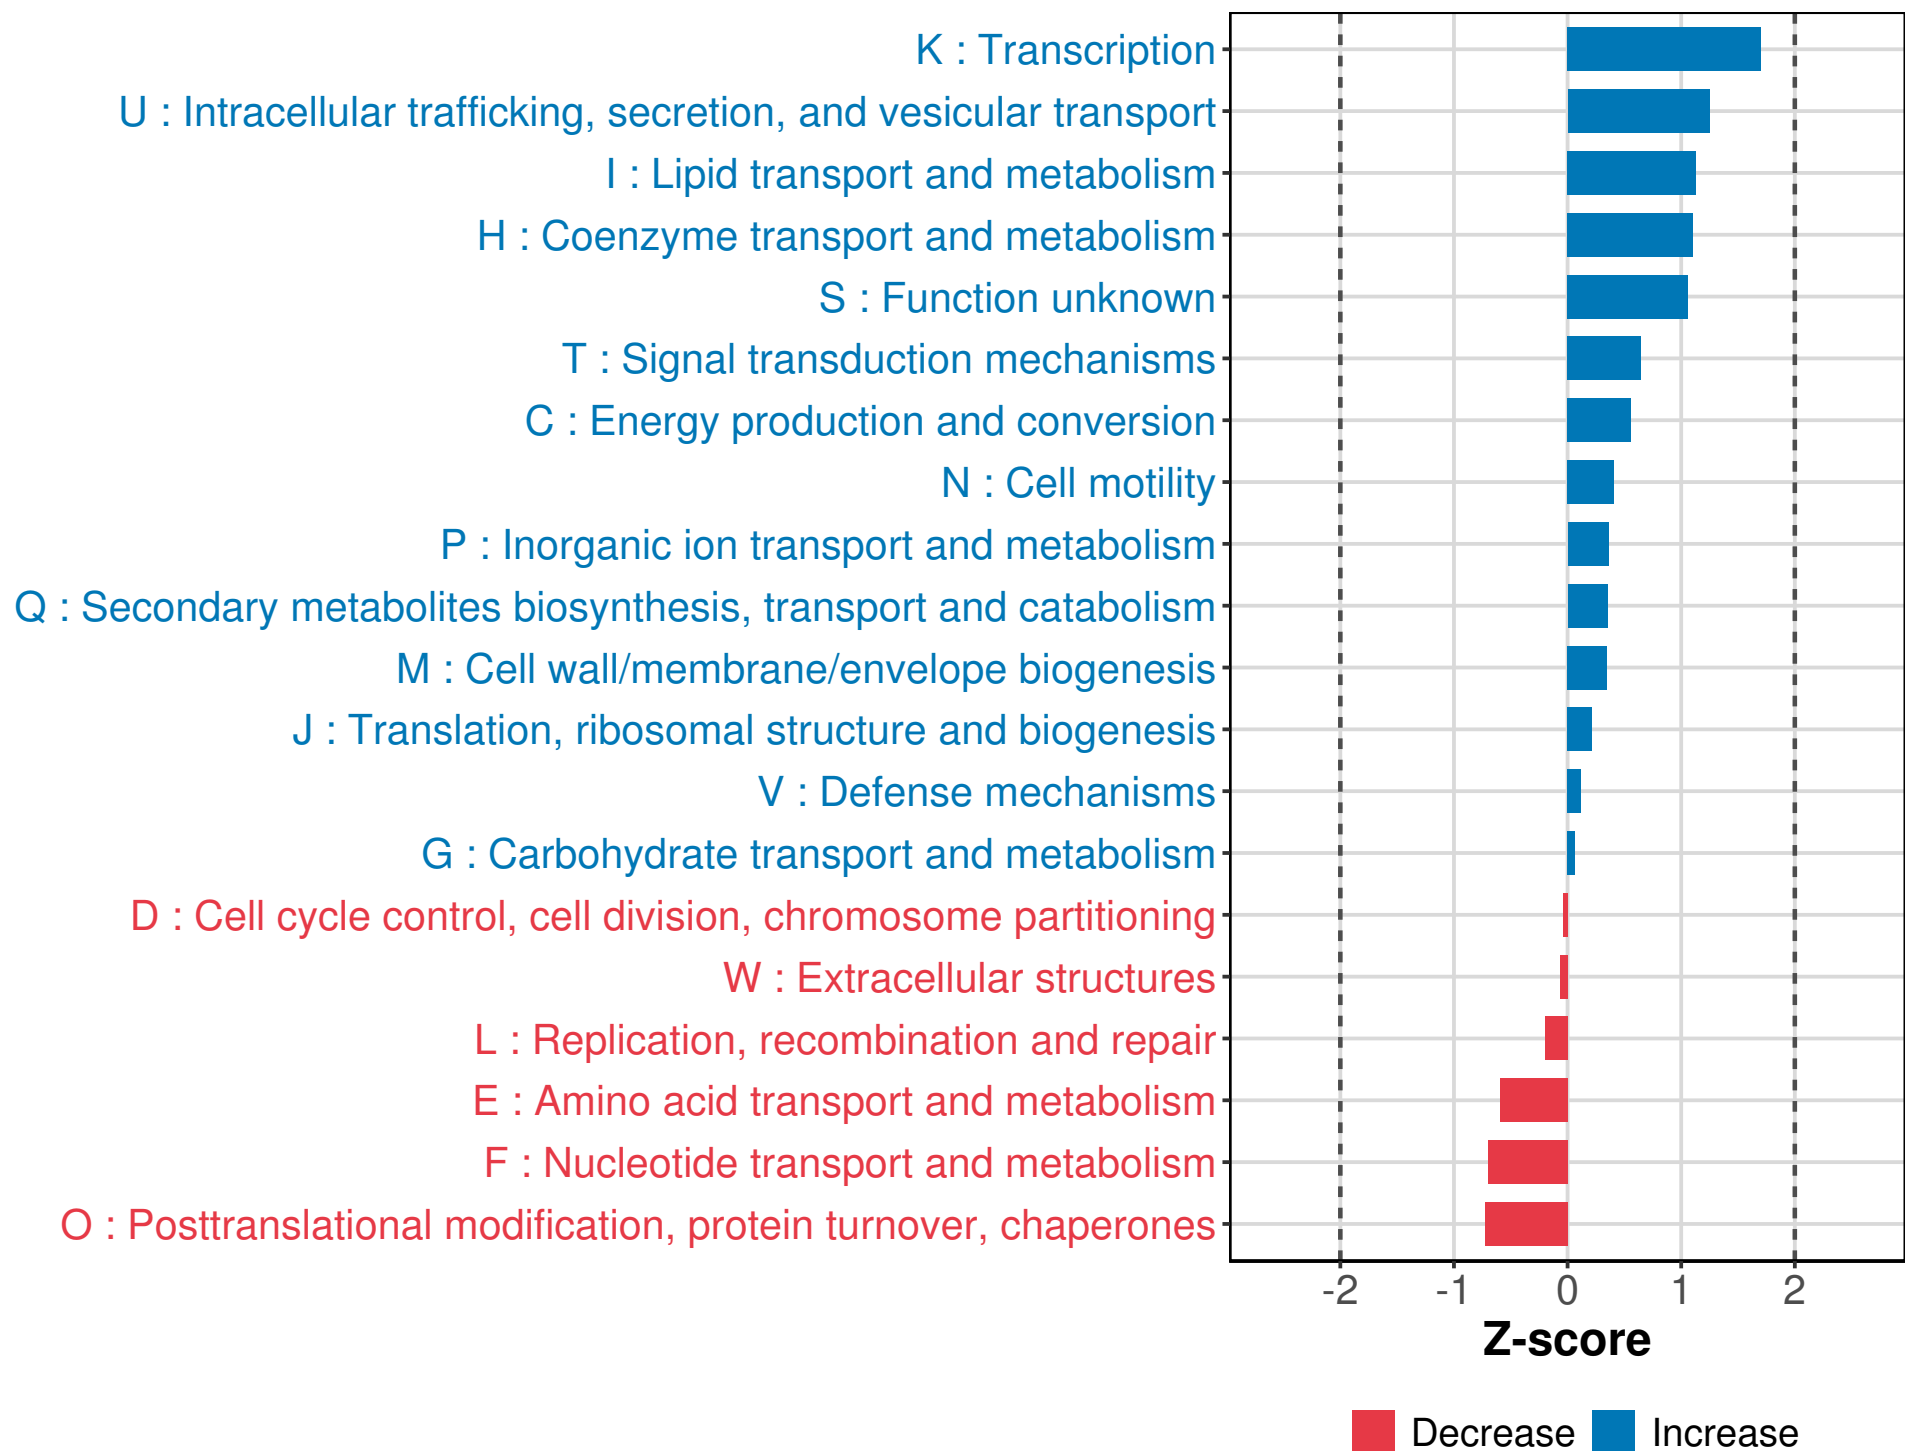 K : Transcription
U : Intracellular trafficking, secretion, and vesicular transport
I : Lipid transport and metabolism
H : Coenzyme transport and metabolism
S : Function unknown
T : Signal transduction mechanisms
C : Energy production and conversion
N : Cell motility
P : Inorganic ion transport and metabolism
Q : Secondary metabolites biosynthesis, transport and catabolism
M : Cell wall/membrane/envelope biogenesis
J : Translation, ribosomal structure and biogenesis
V : Defense mechanisms
G : Carbohydrate transport and metabolism
D : Cell cycle control, cell division, chromosome partitioning
W : Extracellular structures
L : Replication, recombination and repair
E : Amino acid transport and metabolism
F : Nucleotide transport and metabolism
O : Posttranslational modification, protein turnover, chaperones
-2 -1 0 1 2
Z-score
Decrease Increase